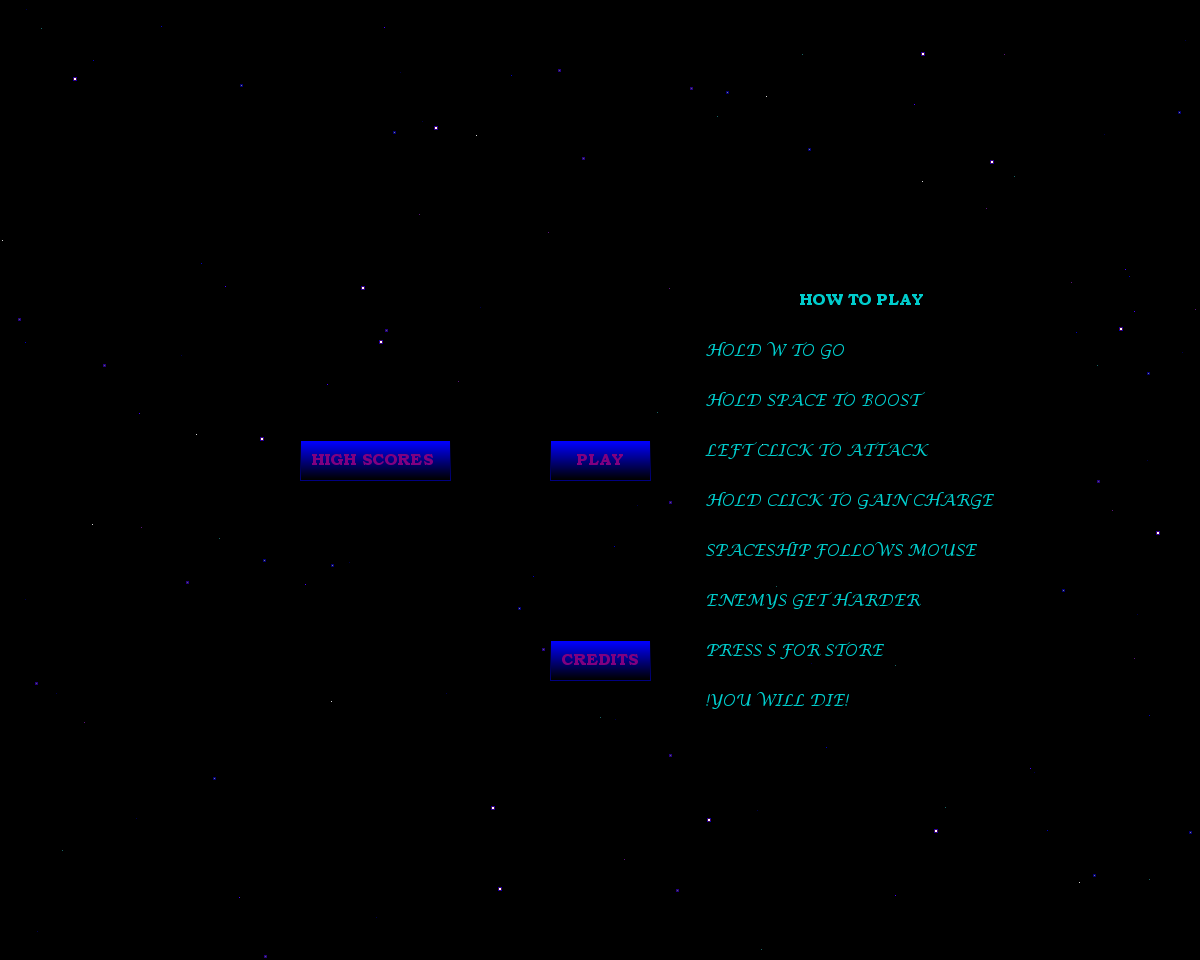 HOW TO PLAY
HOLD W TO GO
HOLD SPACE TO BOOST
LEFT CLICK TO ATTACK
HIGH SCORES
PLAY
HOLD CLICK TO GAIN CHARGE
SPACESHIP FOLLOWS MOUSE
ENEMYS GET HARDER
PRESS S FOR STORE
CREDITS
!YOU WILL DIE!